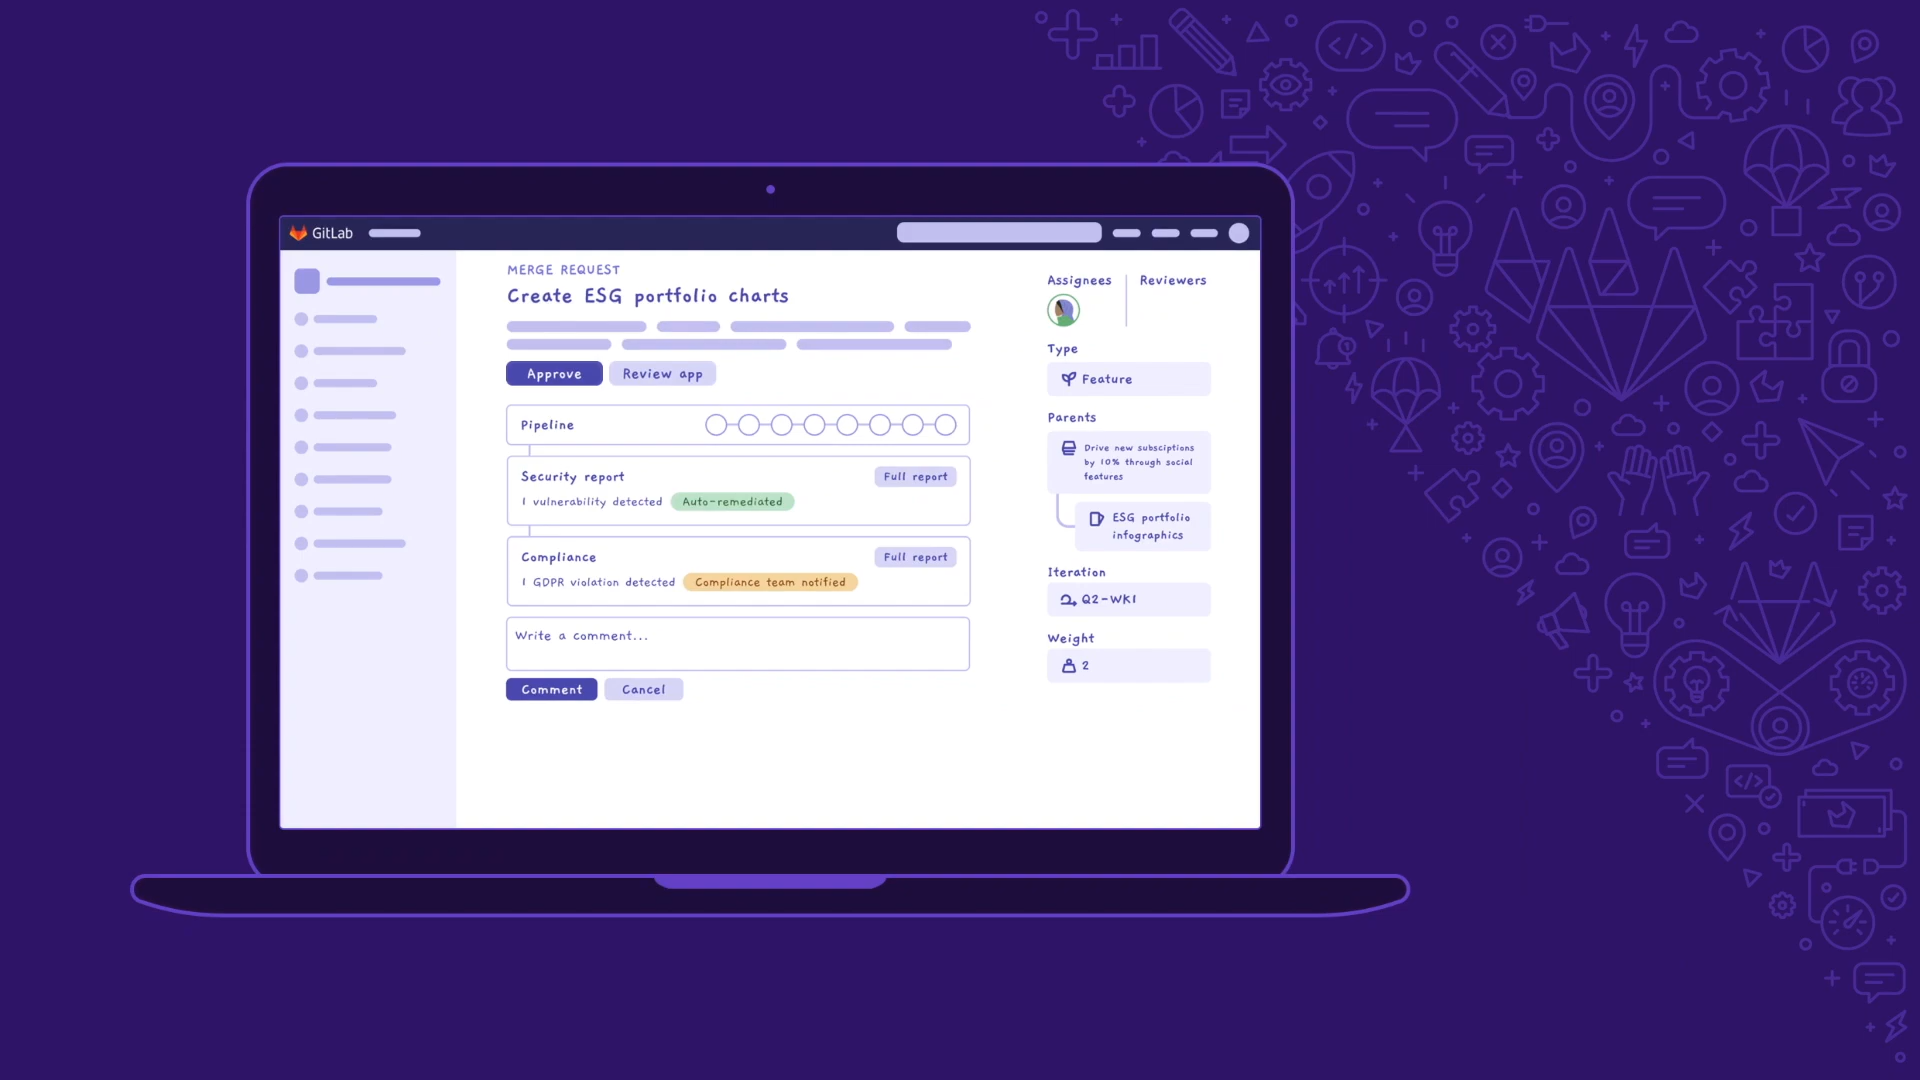 GitLab
MERGE REQUEST
Create ESG portfolio charts
Approve
Review app
Pipeline
Security report
Full report
1 vulnerability detected
Auto-remediated
Compliance
Full report
1 GDPR violation detected
Compliance team notified
Write a comment...
Comment
Cancel
Assignees
Reviewers
Type
Feature
Parents
Drive new subsciptions
by 10% through social
features
ESG portfolio
infographics
Iteration
Q2-WK1
Weight
2